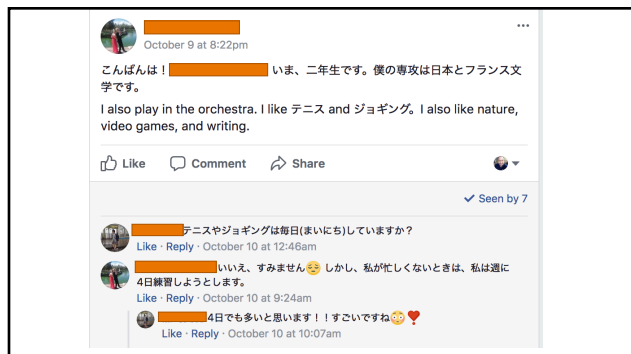 October 9 at 8:22pm
こんばんは！ いま、二年生です。僕の専攻は日本とフランス文
学です。
I also play in the orchestra. I like テニス and ジョギング。I also like nature,
video games, and writing.
Like Comment Share
Seen by 7
テニスやジョギングは毎日(まいにち)していますか？
Like · Reply · October 10 at 12:46am
いいえ、すみません😔 しかし、私が忙しくないときは、私は週に
4日練習しようとします。
Like · Reply · October 10 at 9:24am
4日でも多いと思います！！すごいですね😳❣️
Like · Reply · October 10 at 10:07am